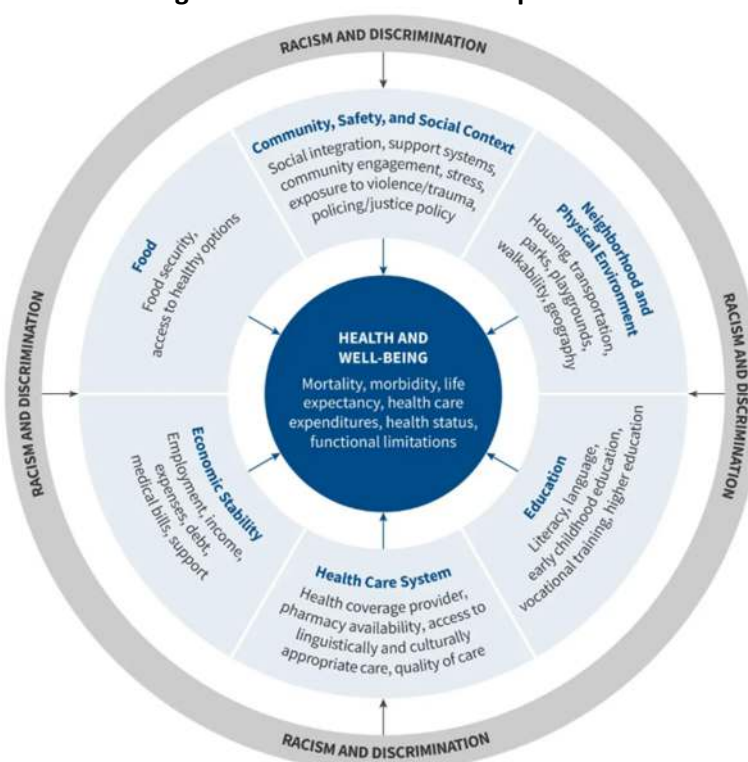 RACISM AND DISCRIMINATION
Community, Safety, and Social Context
Social integration, support systems,
community engagement, stress,
exposure to violence/trauma,
policing/justice policy
Neighborhood and
Physical Environment
Housing, transportation,
parks, playgrounds,
walkability, geography
Food
Food security,
access to healthy options
RACISM AND DISCRIMINATION
HEALTH AND
WELL-BEING
Mortality, morbidity, life
expectancy, health care
expenditures, health status,
functional limitations
RACISM AND DISCRIMINATION
Economic Stability
Employment, income,
expenses, debt,
medical bills, support
Education
Literacy, language,
early childhood education,
vocational training, higher education
Health Care System
Health coverage provider,
pharmacy availability, access to
linguistically and culturally
appropriate care, quality of care
RACISM AND DISCRIMINATION